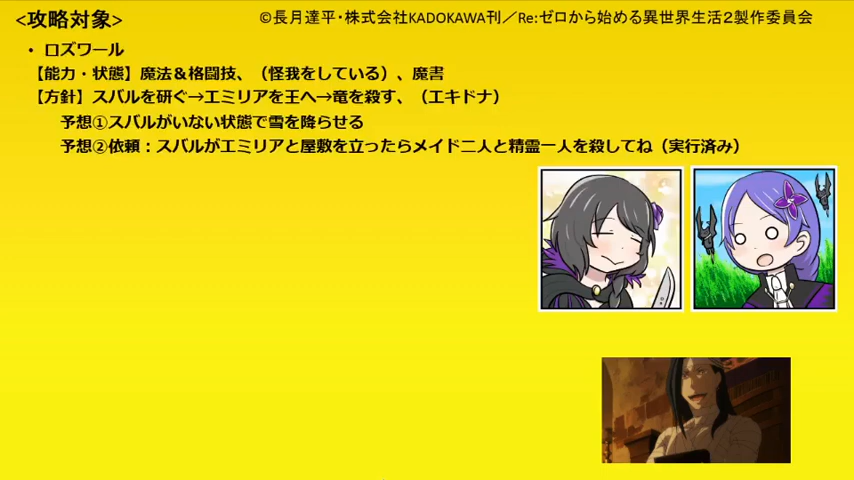 <攻略対象>
©長月達平・株式会社KADOKAWA刊／Re:ゼロから始める異世界生活2製作委員会
・ ロズワール
【能力・状態】魔法＆格闘技、（怪我をしている）、魔書
【方針】スバルを研ぐ→エミリアを王へ→竜を殺す、（エキドナ）
予想①スバルがいない状態で雪を降らせる
予想②依頼：スバルがエミリアと屋敷を立ったらメイド二人と精霊一人を殺してね（実行済み）